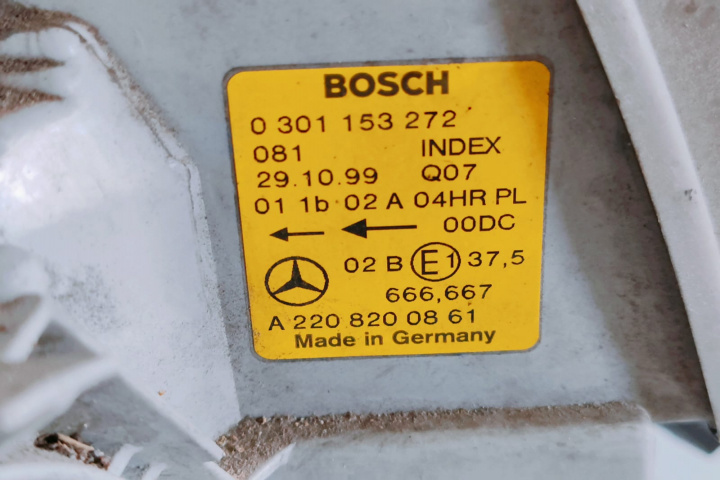 BOSCH
0 301 153 272
081 INDEX
29.10.99 Q07
01 1b 02 A 04HR PL
00DC
02 B E1 37,5
666,667
A 220 820 08 61
Made in Germany